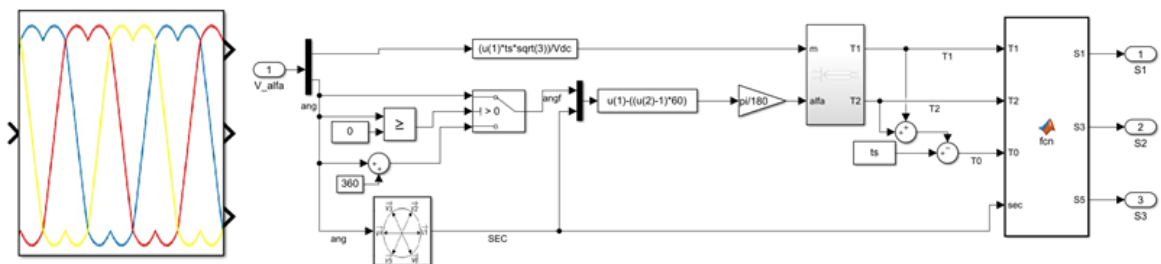 1
V_alfa
ang
(u(1)*ts*sqrt(3))/Vdc
0
≥
> 0
angf
360
u(1)-((u(2)-1)*60)
pi/180
m
T1
alfa
T2
T1
T2
ts
T0
ang
SEC
T1
T2
T0
sec
fcn
S1
S3
S5
1
S1
2
S2
3
S3